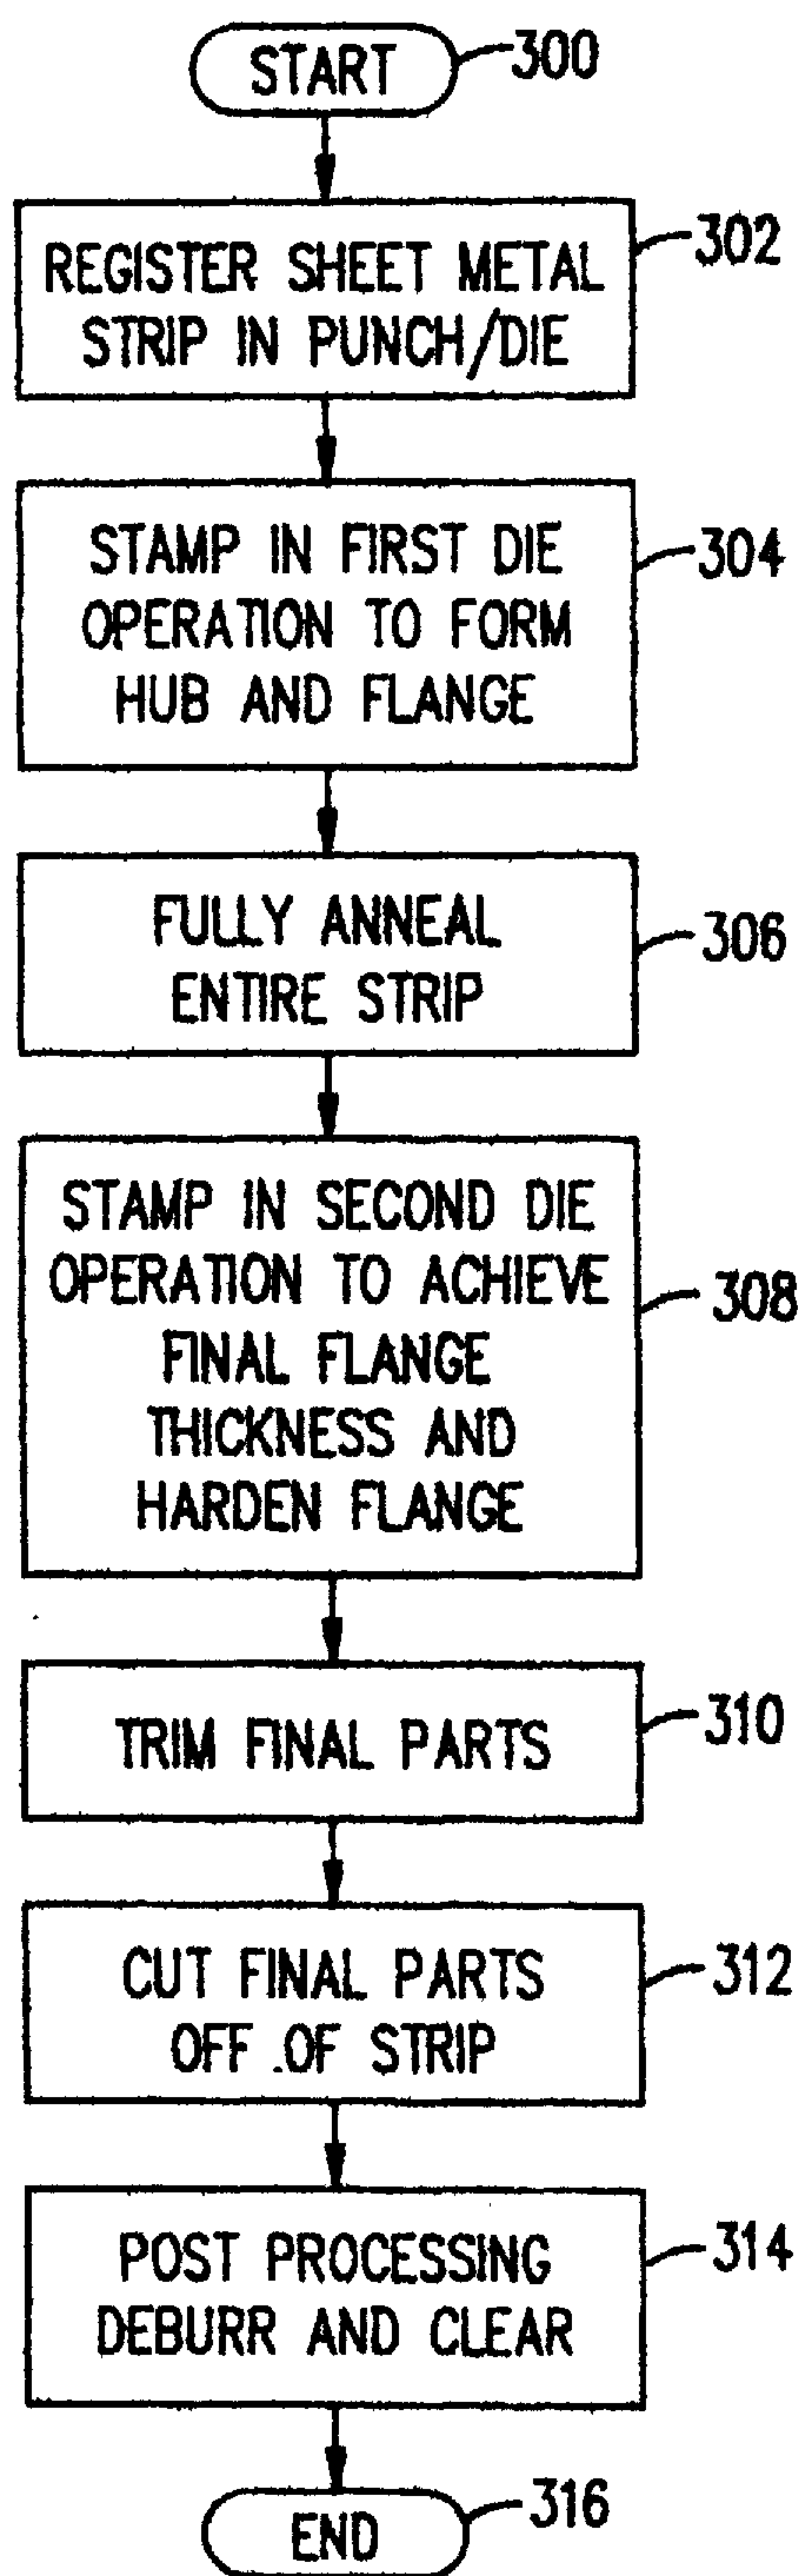 START
300
REGISTER SHEET METAL
STRIP IN PUNCH/DIE
302
STAMP IN FIRST DIE
OPERATION TO FORM
HUB AND FLANGE
304
FULLY ANNEAL
ENTIRE STRIP
306
STAMP IN SECOND DIE
OPERATION TO ACHIEVE
FINAL FLANGE
THICKNESS AND
HARDEN FLANGE
308
TRIM FINAL PARTS
310
CUT FINAL PARTS
OFF OF STRIP
312
POST PROCESSING
DEBURR AND CLEAR
314
END
316